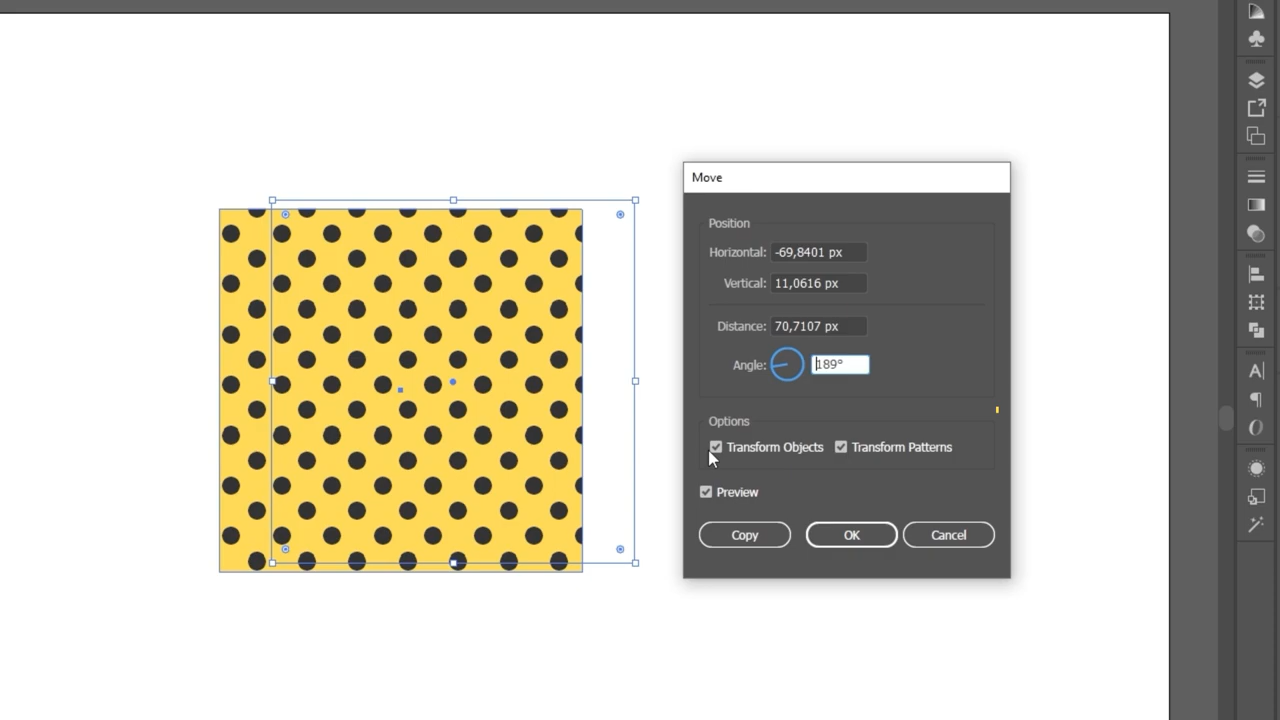 Move
Position
Horizontal: -69,8401 px
Vertical: 11,0616 px
Distance: 70,7107 px
Angle: 189°
Options
Transform Objects Transform Patterns
Preview
Copy OK Cancel